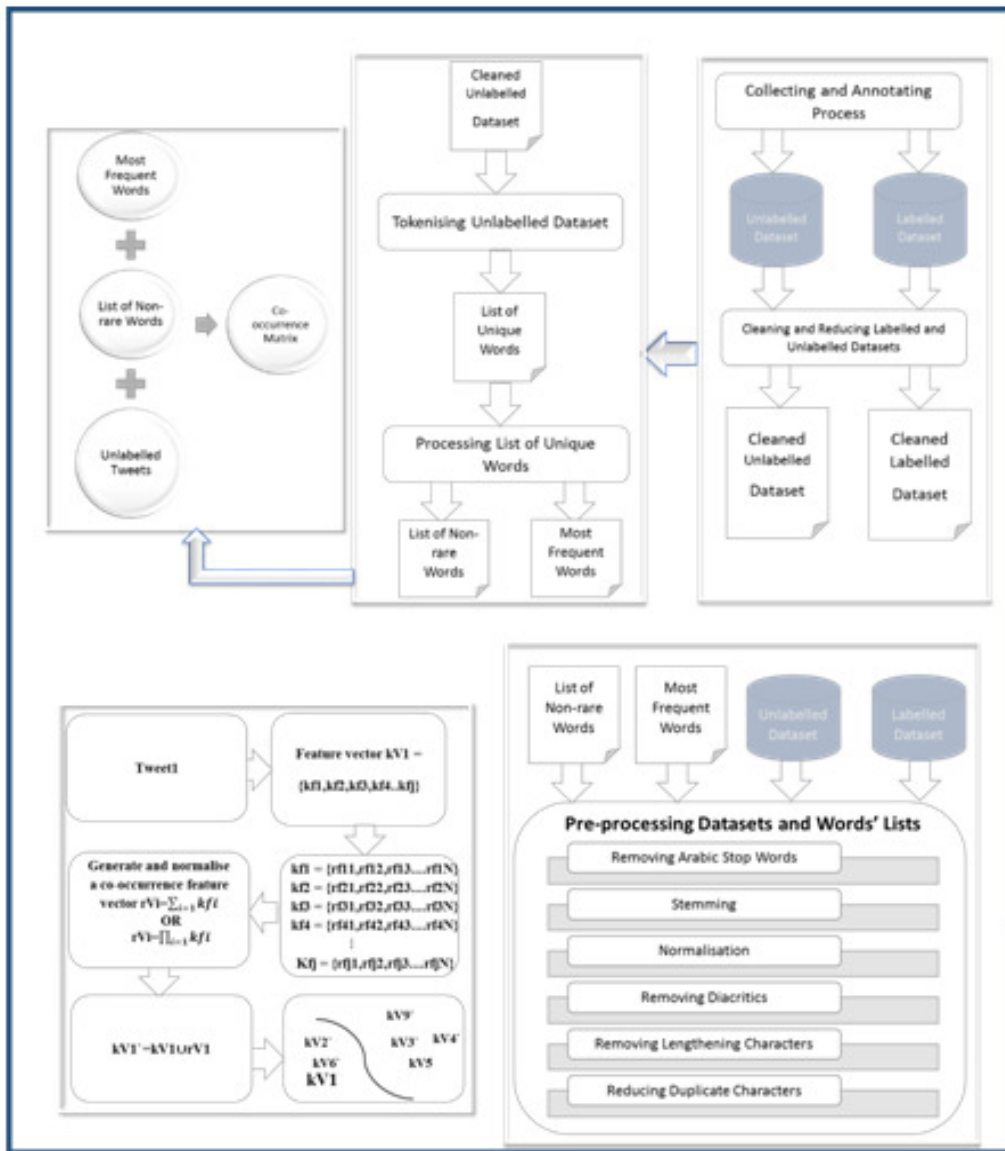 Most
Frequent
Words
List of Non-
rare Words
Unlabelled
Tweets
Co-
occurrence
Matrix
Cleaned
Unlabelled
Dataset
Tokenising Unlabelled Dataset
List of
Unique
Words
Processing List of Unique
Words
List of Non-
rare
Words
Most
Frequent
Words
Collecting and Annotating
Process
Unlabelled
Dataset
Labelled
Dataset
Cleaning and Reducing Labelled and
Unlabelled Datasets
Cleaned
Unlabelled
Dataset
Cleaned
Labelled
Dataset
Tweet1
Feature vector kV1 =
{kf1,kf2,kf3,kf4..kfj}
kf1 = {rf11,rf12,rf13....rf1N}
kf2 = {rf21,rf22,rf23....rf2N}
kf3 = {rf31,rf32,rf33....rf3N}
kf4 = {rf41,rf42,rf43....rf4N}
⋮
Kfj = {rfj1,rfj2,rfj3....rfjN}
Generate and normalise
a co-occurrence feature
vector rVi=∑i=1 kfi
OR
rVi=∏i=1 kfi
kV1`=kV1∪rV1
kV9`
kV2`
kV3`
kV4`
kV6`
kV5
kV1
List of
Non-rare
Words
Most
Frequent
Words
Unlabelled
Dataset
Labelled
Dataset
Pre-processing Datasets and Words' Lists
Removing Arabic Stop Words
Stemming
Normalisation
Removing Diacritics
Removing Lengthening Characters
Reducing Duplicate Characters